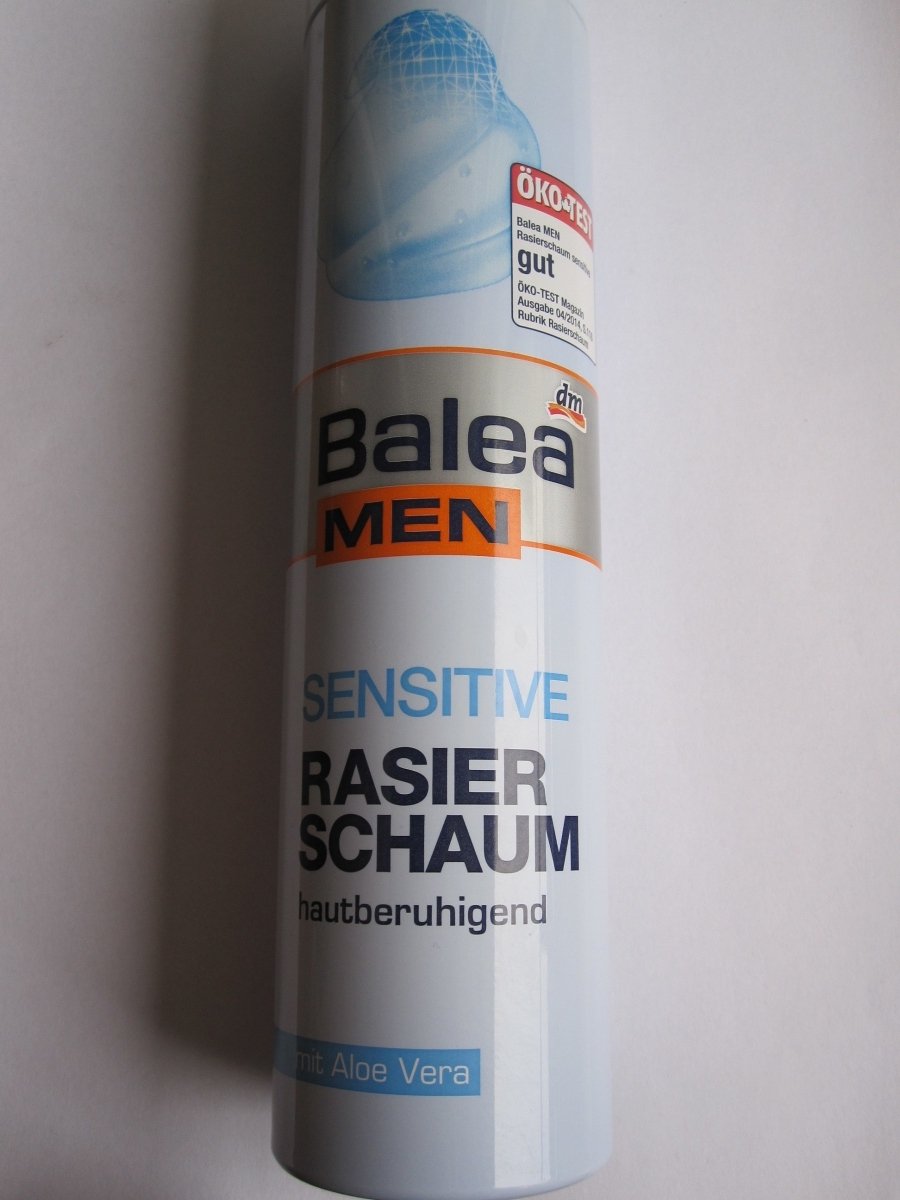 ÖKO-TEST
Balea MEN
Rasierschaum sensitive
gut
ÖKO-TEST Magazin
Ausgabe 04/2014,
Rubrik Rasierschaum
dm
Balea
MEN
SENSITIVE
RASIER
SCHAUM
hautberuhigend
mit Aloe Vera